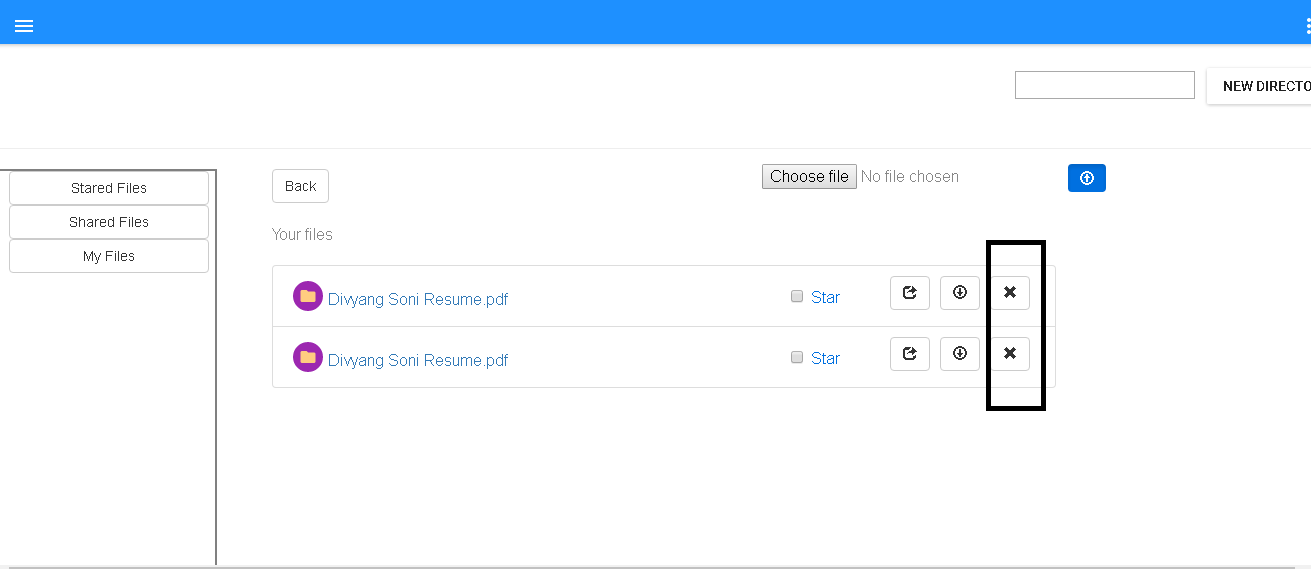 NEW DIRECTO
Stared Files
Shared Files
My Files
Back
Choose file No file chosen
Your files
Divyang Soni Resume.pdf Star
Divyang Soni Resume.pdf Star